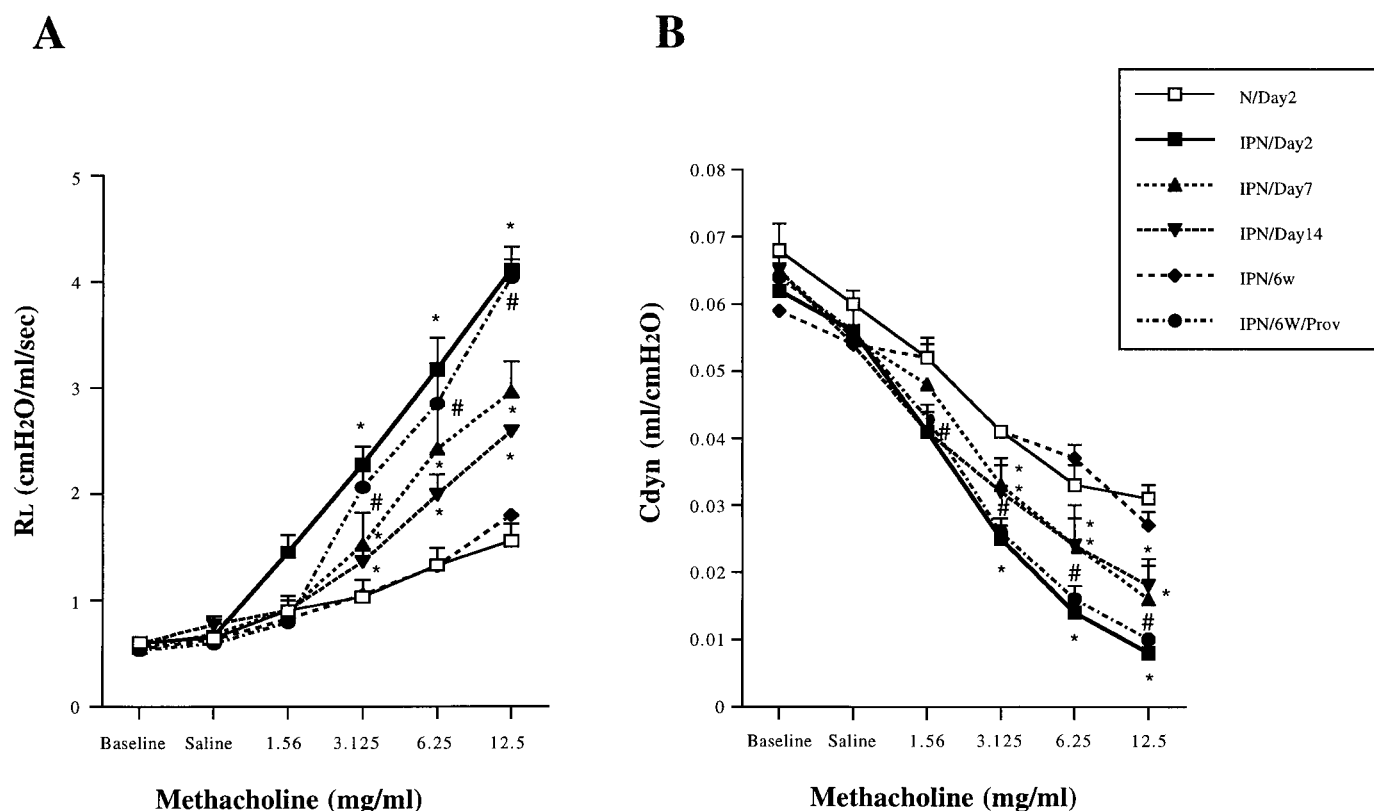 A
B
N/Day2
IPN/Day2
IPN/Day7
IPN/Day14
IPN/6w
IPN/6W/Prov
RL (cmH2O/ml/sec)
5
4
3
2
1
0
* * * * * * * * *
# # #
Baseline Saline 1.56 3.125 6.25 12.5
Methacholine (mg/ml)
Cdyn (ml/cmH2O)
0.08
0.07
0.06
0.05
0.04
0.03
0.02
0.01
0
# # # #
* * * * * * * * *
Baseline Saline 1.56 3.125 6.25 12.5
Methacholine (mg/ml)